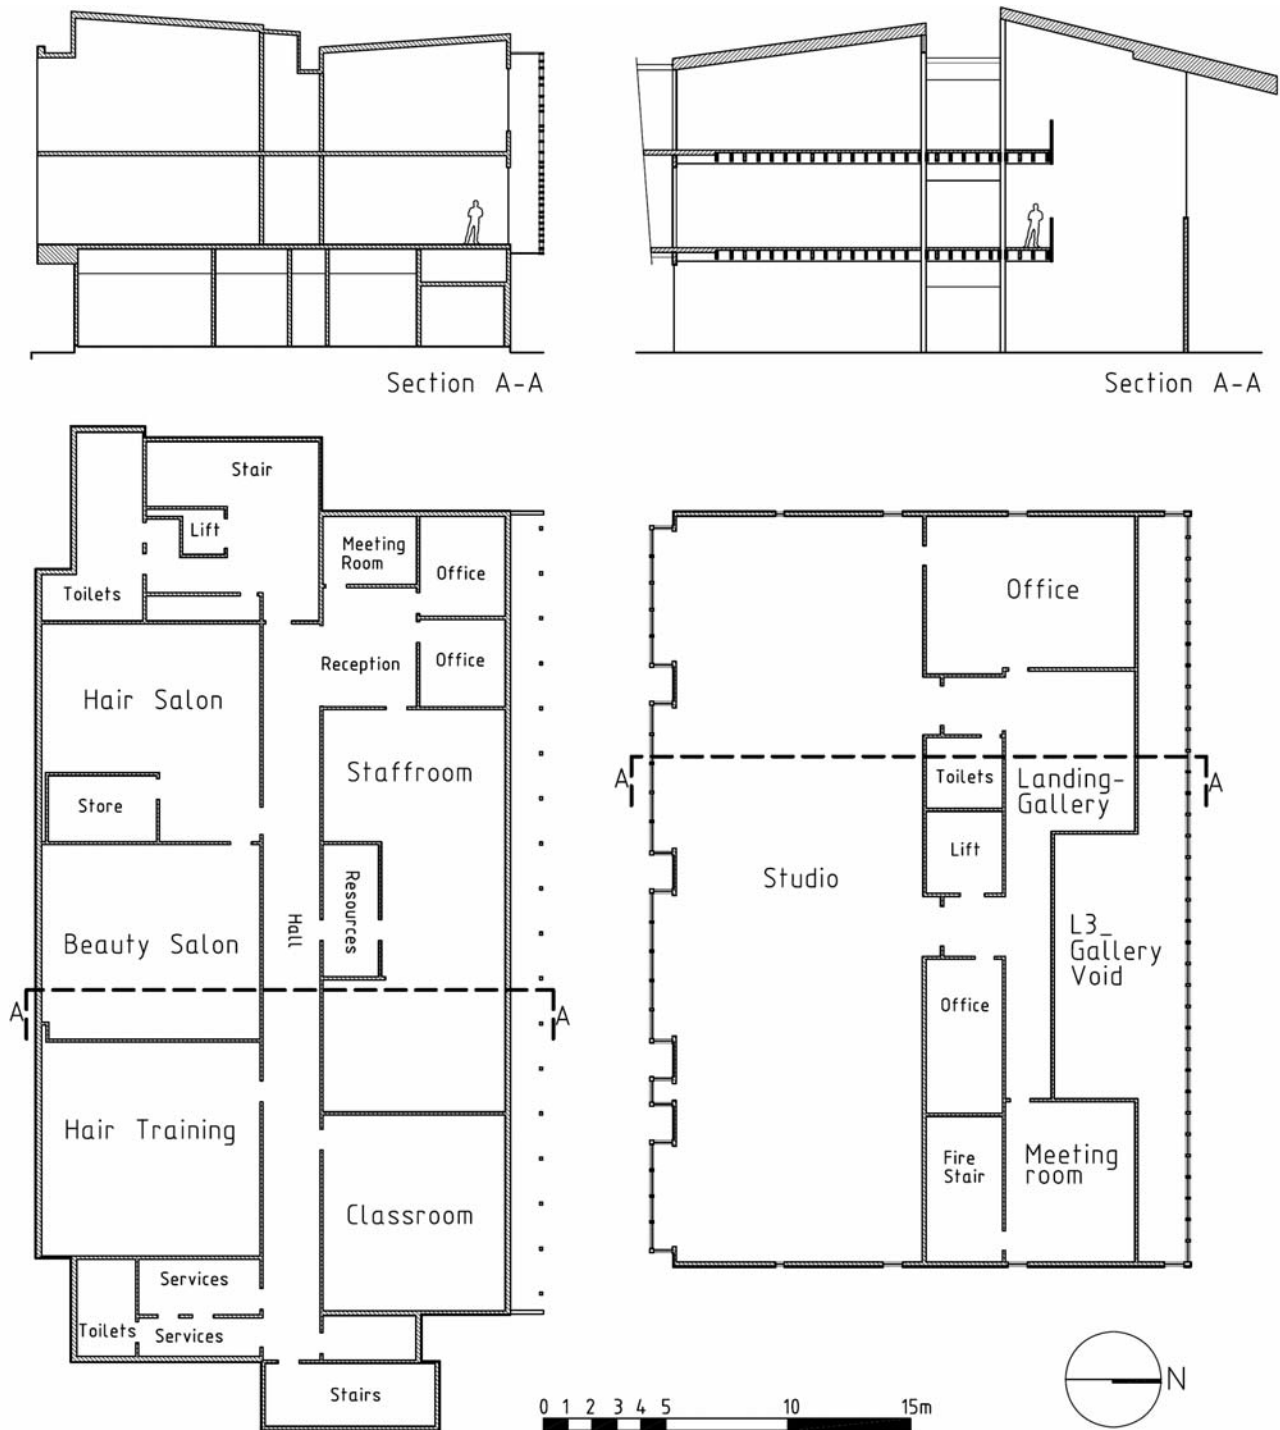 Section A-A
Section A-A
Stair
Lift
Meeting
Room
Office
Toilets
Reception
Office
Hair Salon
Staffroom
Store
Resources
Hall
Beauty Salon
A
A
Hair Training
Classroom
Services
Toilets
Services
Stairs
Office
A
Toilets
Landing-
Gallery
A
Lift
Studio
L3_
Gallery
Void
Office
Fire
Stair
Meeting
room
0 1 2 3 4 5 10 15m
N